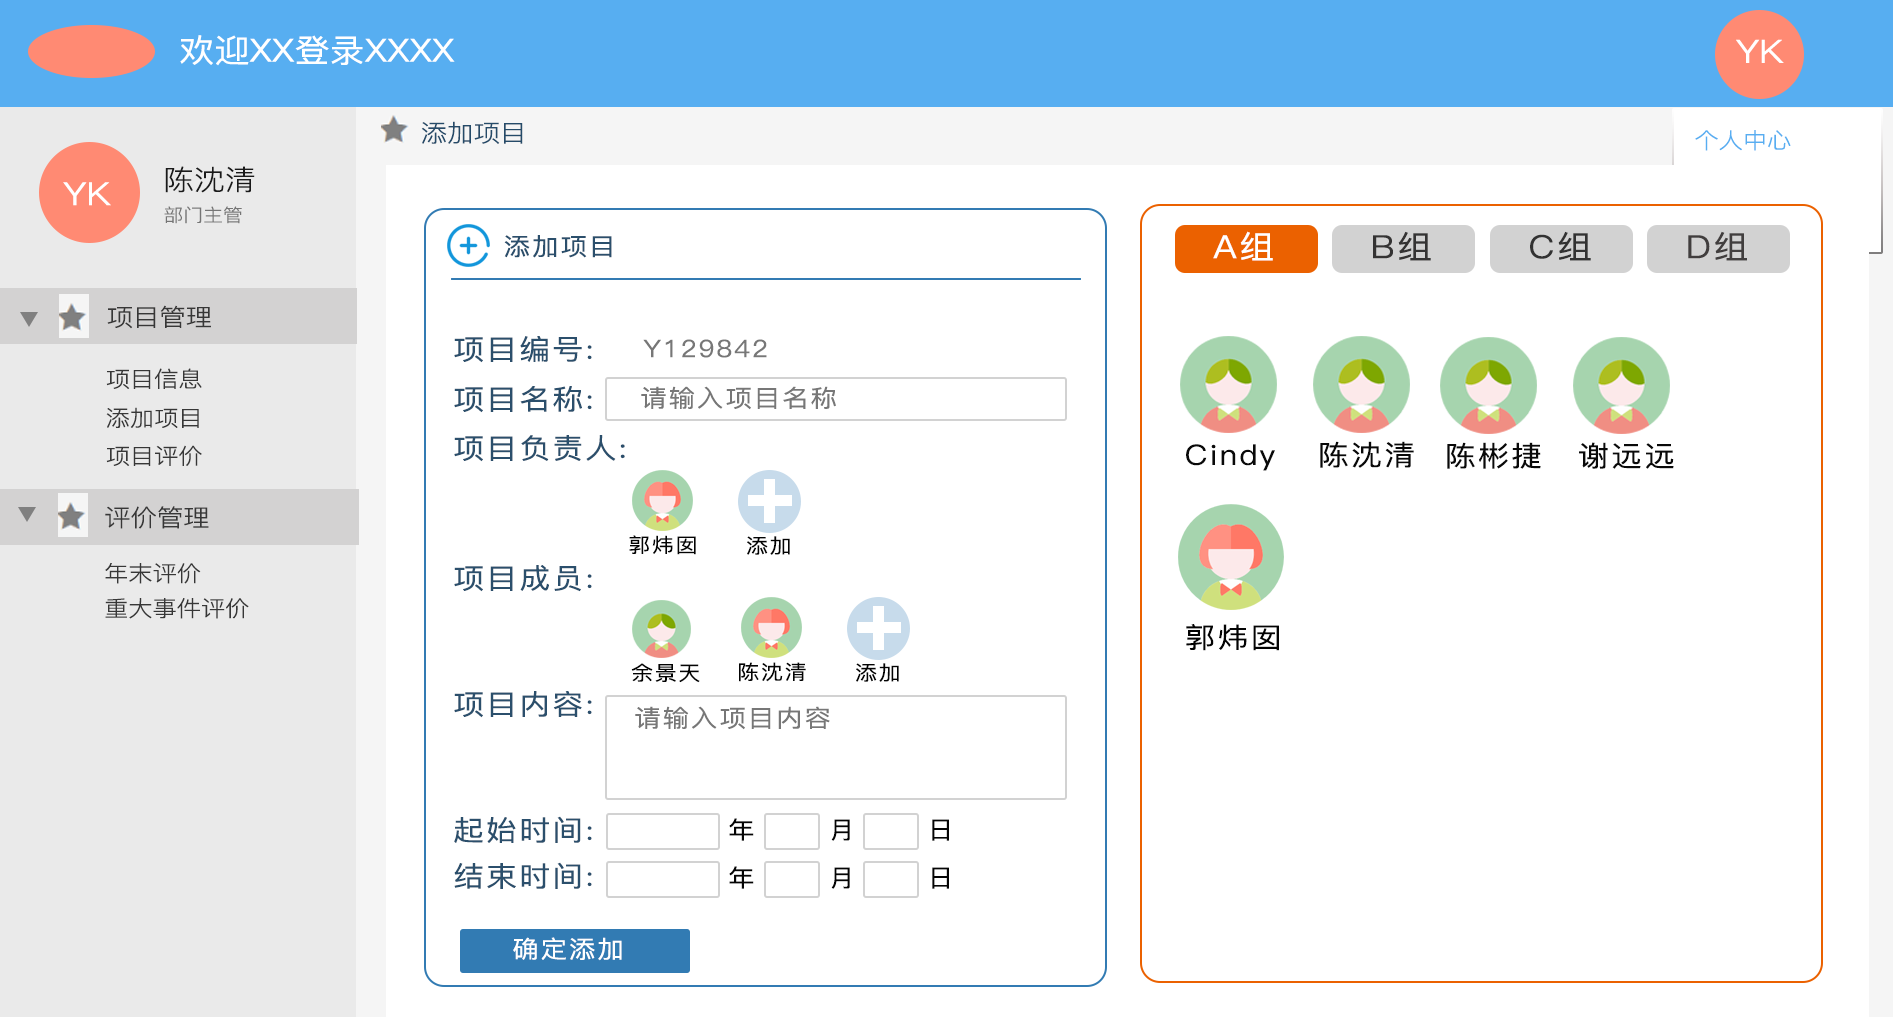 欢迎XX登录XXXX
YK
YK
陈沈清
部门主管
项目管理
项目信息
添加项目
项目评价
评价管理
年末评价
重大事件评价
添加项目
个人中心
添加项目
项目编号: Y129842
项目名称: 请输入项目名称
项目负责人:
郭炜囡 添加
项目成员:
余景天 陈沈清 添加
项目内容: 请输入项目内容
起始时间: 年 月 日
结束时间: 年 月 日
确定添加
A组 B组 C组 D组
Cindy 陈沈清 陈彬捷 谢远远
郭炜囡